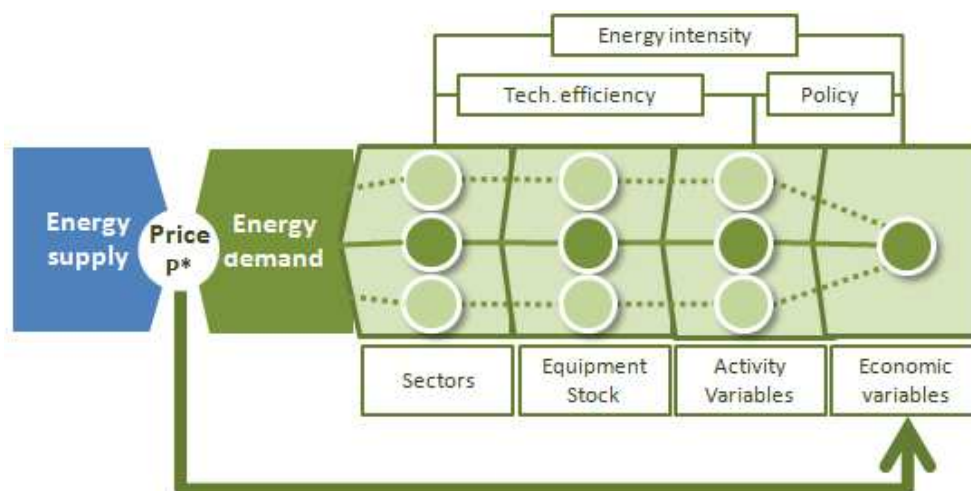 Energy intensity
Tech. efficiency
Policy
Energy
supply
Price
P*
Energy
demand
Sectors
Equipment
Stock
Activity
Variables
Economic
variables